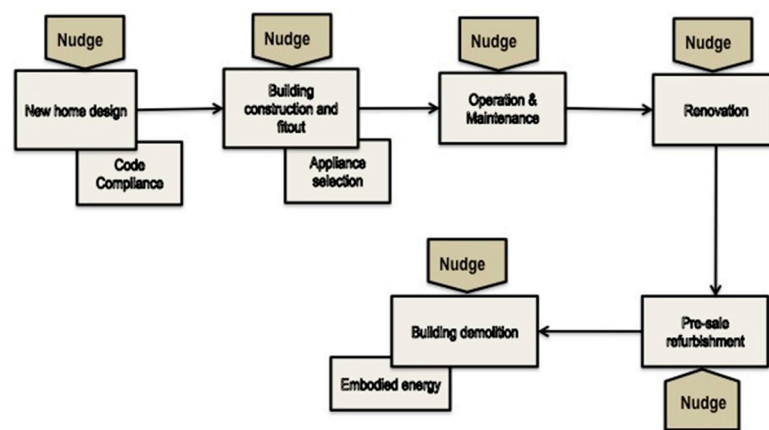 Nudge
Nudge
Nudge
Nudge
New home design
Building
construction and
fitout
Operation &
Maintenance
Renovation
Code
Compliance
Appliance
selection
Nudge
Building demolition
Pre-sale
refurbishment
Embodied energy
Nudge